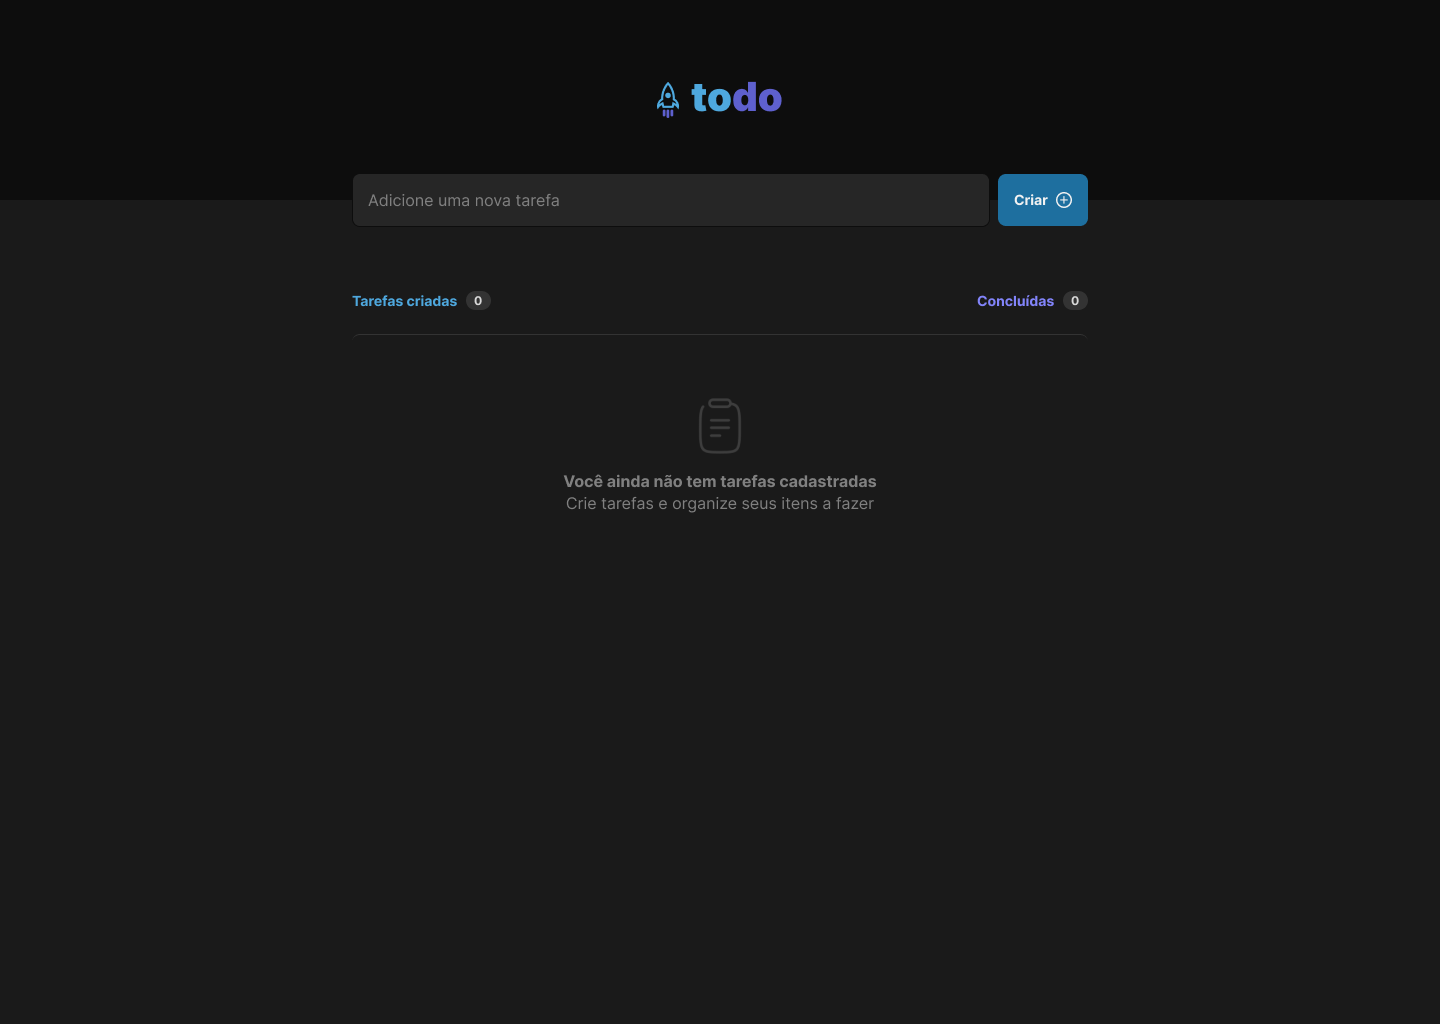 todo
Adicione uma nova tarefa
Criar
Tarefas criadas 0
Concluídas 0
Você ainda não tem tarefas cadastradas
Crie tarefas e organize seus itens a fazer